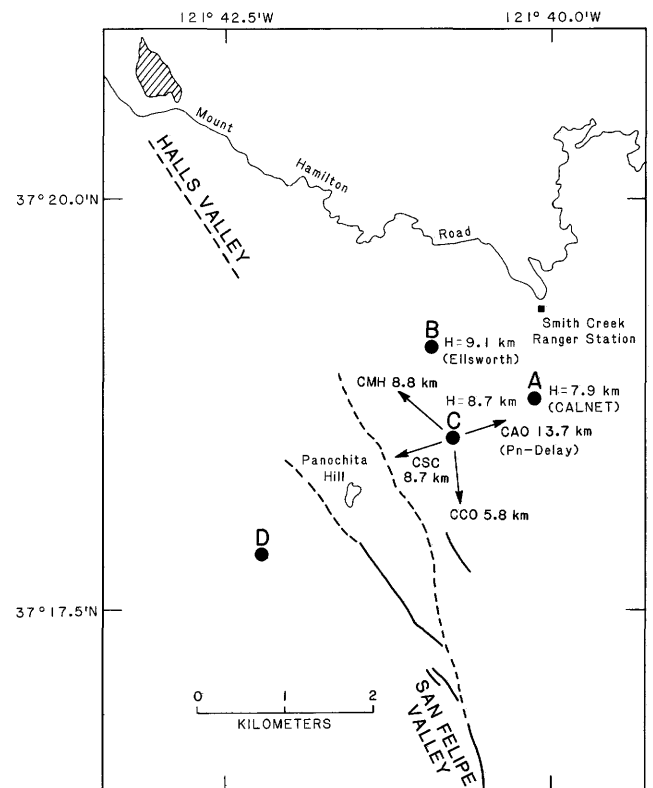 121° 42.5'W
121° 40.0'W
Mount
Hamilton
Road
HALLS VALLEY
37° 20.0'N
Smith Creek
Ranger Station
B
H=9.1 km
(Ellsworth)
A
H=7.9 km
(CALNET)
CMH 8.8 km
H=8.7 km
C
CAO 13.7 km
(Pn-Delay)
CSC
8.7 km
CCO 5.8 km
Panochita
Hill
D
37° 17.5'N
0 1 2
KILOMETERS
SAN FELIPE
VALLEY